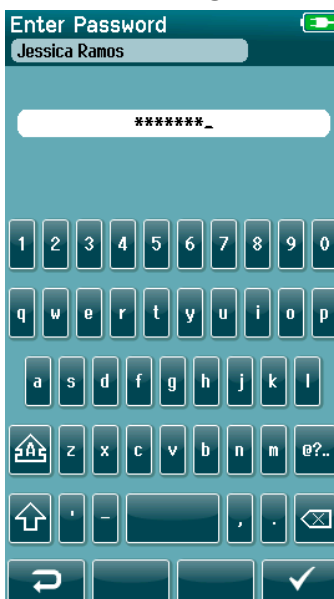 Enter Password
Jessica Ramos
*******_
1 2 3 4 5 6 7 8 9 0
q w e r t y u i o p
a s d f g h j k l
A z x c v b n m @?..
' - , .